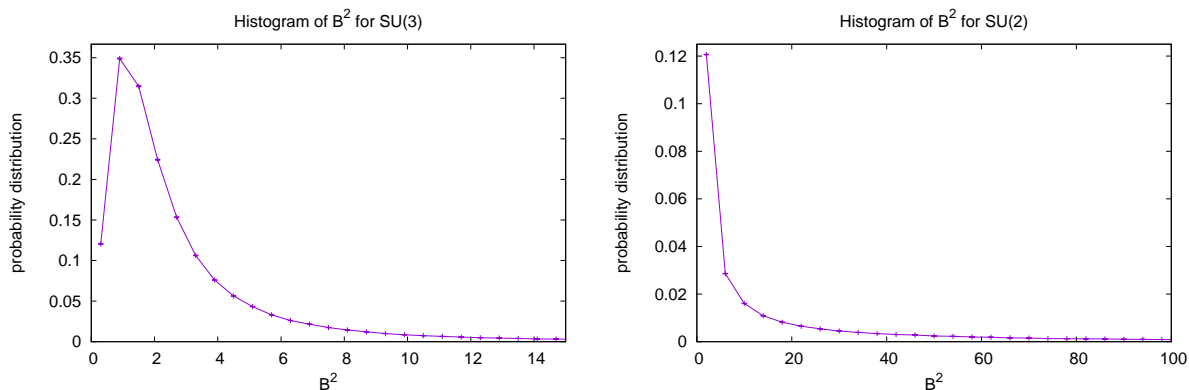 Histogram of B² for SU(3)
probability distribution
0.35
0.3
0.25
0.2
0.15
0.1
0.05
0
0 2 4 6 8 10 12 14
B²
Histogram of B² for SU(2)
probability distribution
0.12
0.1
0.08
0.06
0.04
0.02
0
0 20 40 60 80 100
B²